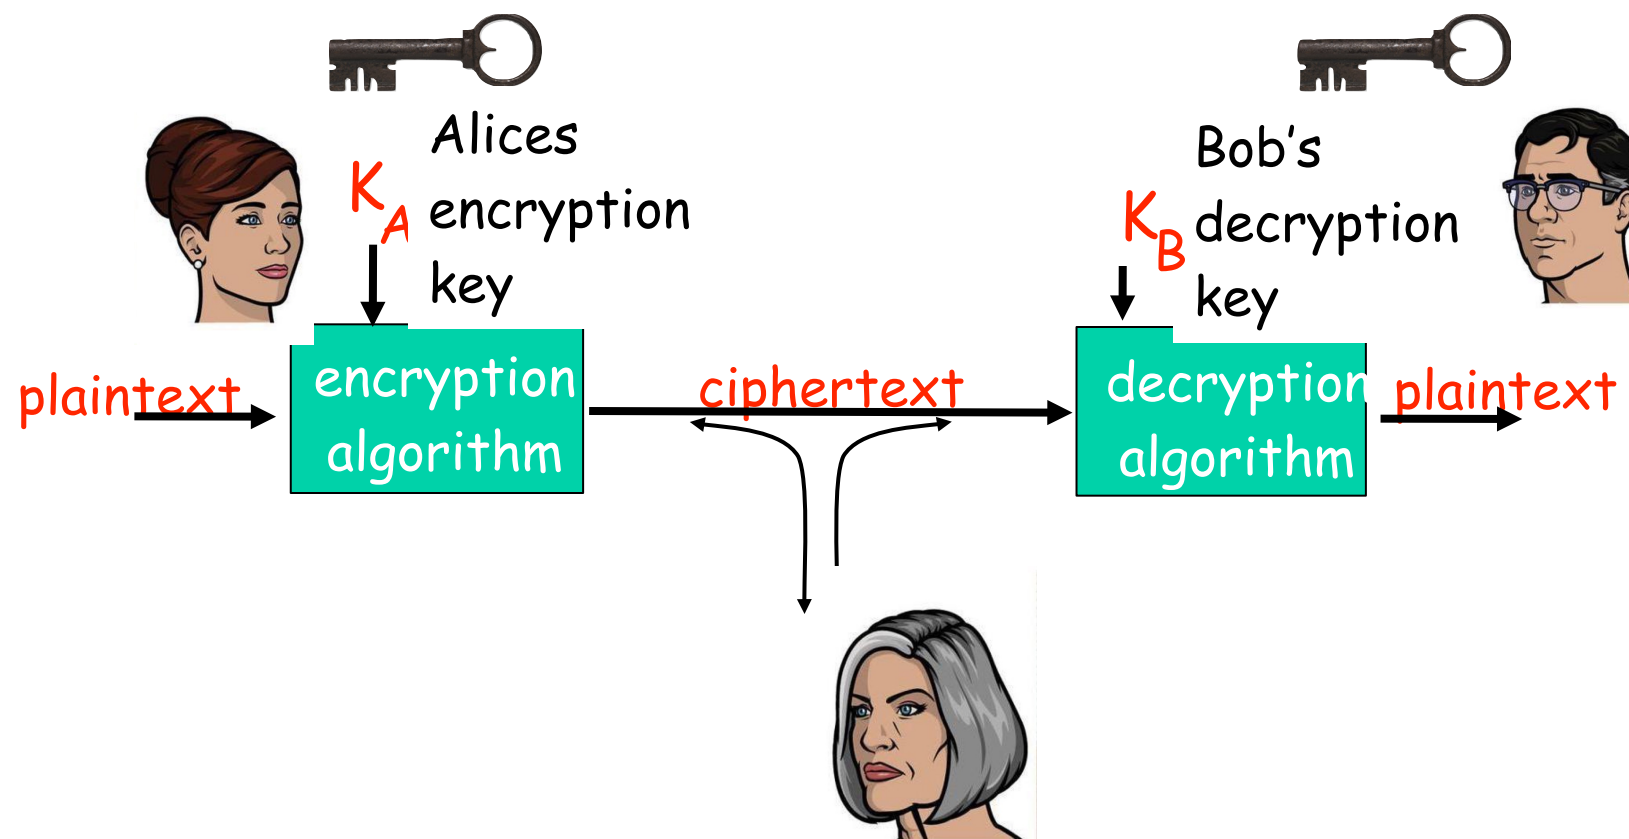 Alices
encryption
key
K
A
Bob’s
decryption
key
K
B
plaintext
encryption
algorithm
ciphertext
decryption
algorithm
plaintext